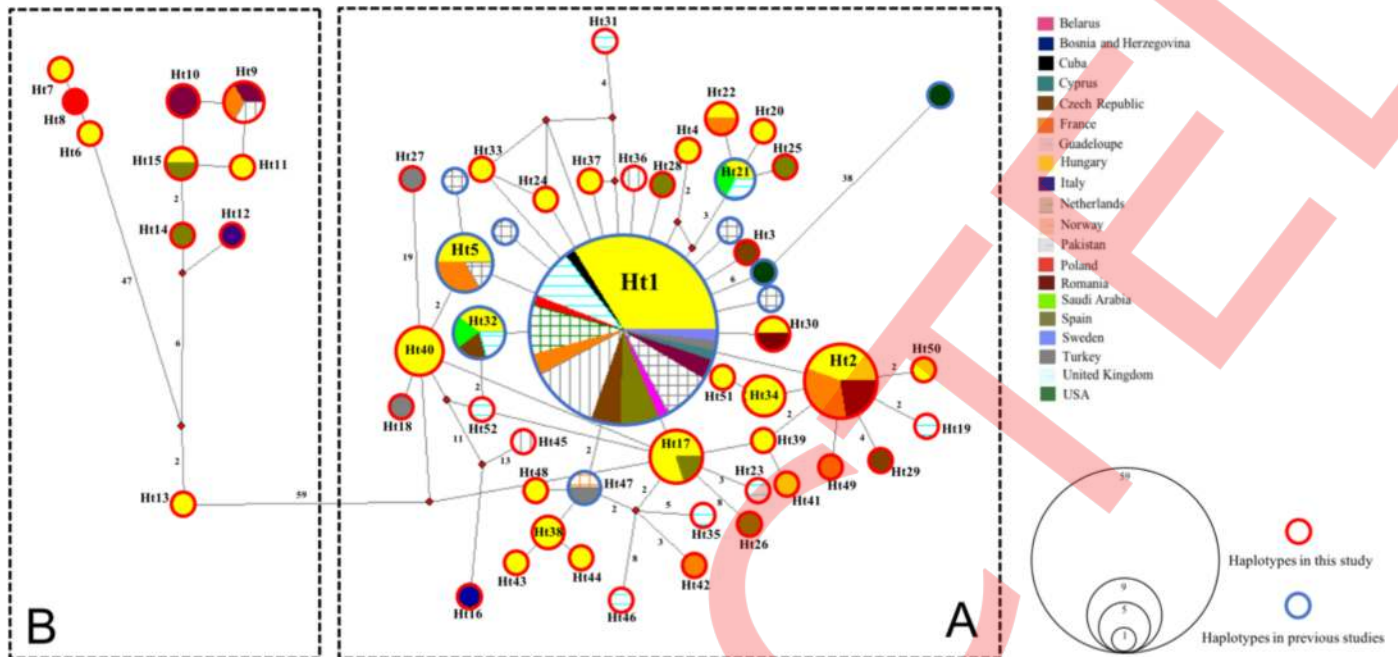 Ht31
Belarus
Bosnia and Herzegovina
Cuba
Cyprus
Czech Republic
France
Guadeloupe
Hungary
Italy
Netherlands
Norway
Pakistan
Poland
Romania
Saudi Arabia
Spain
Sweden
Turkey
United Kingdom
USA
Ht10
Ht9
Ht7
Ht8
Ht6
Ht15
Ht11
2
Ht14
Ht12
47
6
2
Ht13
59
B
4
Ht22
Ht20
Ht4
Ht25
Ht27
Ht33
Ht37
Ht36
Ht28
Ht21
Ht24
2
3
38
Ht5
Ht3
19
6
Ht1
2
Ht32
Ht30
Ht40
Ht2
Ht50
2
Ht51
Ht34
2
2
Ht18
Ht52
2
Ht19
11
Ht45
13
Ht17
Ht39
4
Ht29
2
Ht48
Ht47
Ht23
3
Ht41
Ht49
2
2
5
8
Ht35
Ht26
Ht38
3
8
Ht43
Ht44
Ht42
Ht16
Ht46
A
59
9
5
1
Haplotypes in this study
Haplotypes in previous studies
CTED